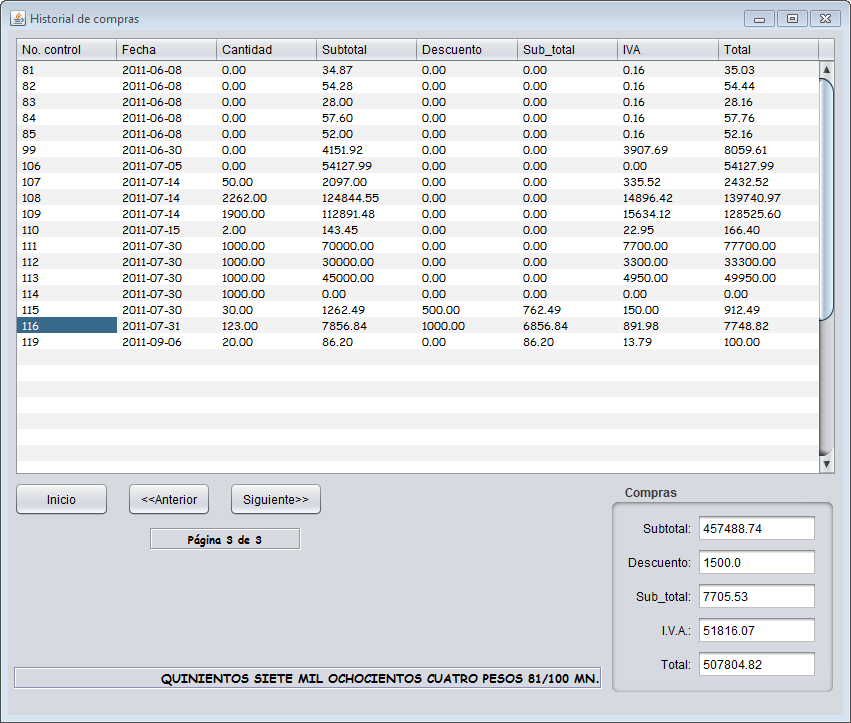 Historial de compras
No. control Fecha Cantidad Subtotal Descuento Sub_total IVA Total
81 2011-06-08 0.00 34.87 0.00 0.00 0.16 35.03
82 2011-06-08 0.00 54.28 0.00 0.00 0.16 54.44
83 2011-06-08 0.00 28.00 0.00 0.00 0.16 28.16
84 2011-06-08 0.00 57.60 0.00 0.00 0.16 57.76
85 2011-06-08 0.00 52.00 0.00 0.00 0.16 52.16
99 2011-06-30 0.00 4151.92 0.00 0.00 3907.69 8059.61
106 2011-07-05 0.00 54127.99 0.00 0.00 0.00 54127.99
107 2011-07-14 50.00 2097.00 0.00 0.00 335.52 2432.52
108 2011-07-14 2262.00 124844.55 0.00 0.00 14896.42 139740.97
109 2011-07-14 1900.00 112891.48 0.00 0.00 15634.12 128525.60
110 2011-07-15 2.00 143.45 0.00 0.00 22.95 166.40
111 2011-07-30 1000.00 70000.00 0.00 0.00 7700.00 77700.00
112 2011-07-30 1000.00 30000.00 0.00 0.00 3300.00 33300.00
113 2011-07-30 1000.00 45000.00 0.00 0.00 4950.00 49950.00
114 2011-07-30 1000.00 0.00 0.00 0.00 0.00 0.00
115 2011-07-30 30.00 1262.49 500.00 762.49 150.00 912.49
116 2011-07-31 123.00 7856.84 1000.00 6856.84 891.98 7748.82
119 2011-09-06 20.00 86.20 0.00 86.20 13.79 100.00
Inicio <<Anterior Siguiente>>
Página 3 de 3
Compras
Subtotal: 457488.74
Descuento: 1500.0
Sub_total: 7705.53
I.V.A.: 51816.07
Total: 507804.82
QUINIENTOS SIETE MIL OCHOCIENTOS CUATRO PESOS 81/100 MN.